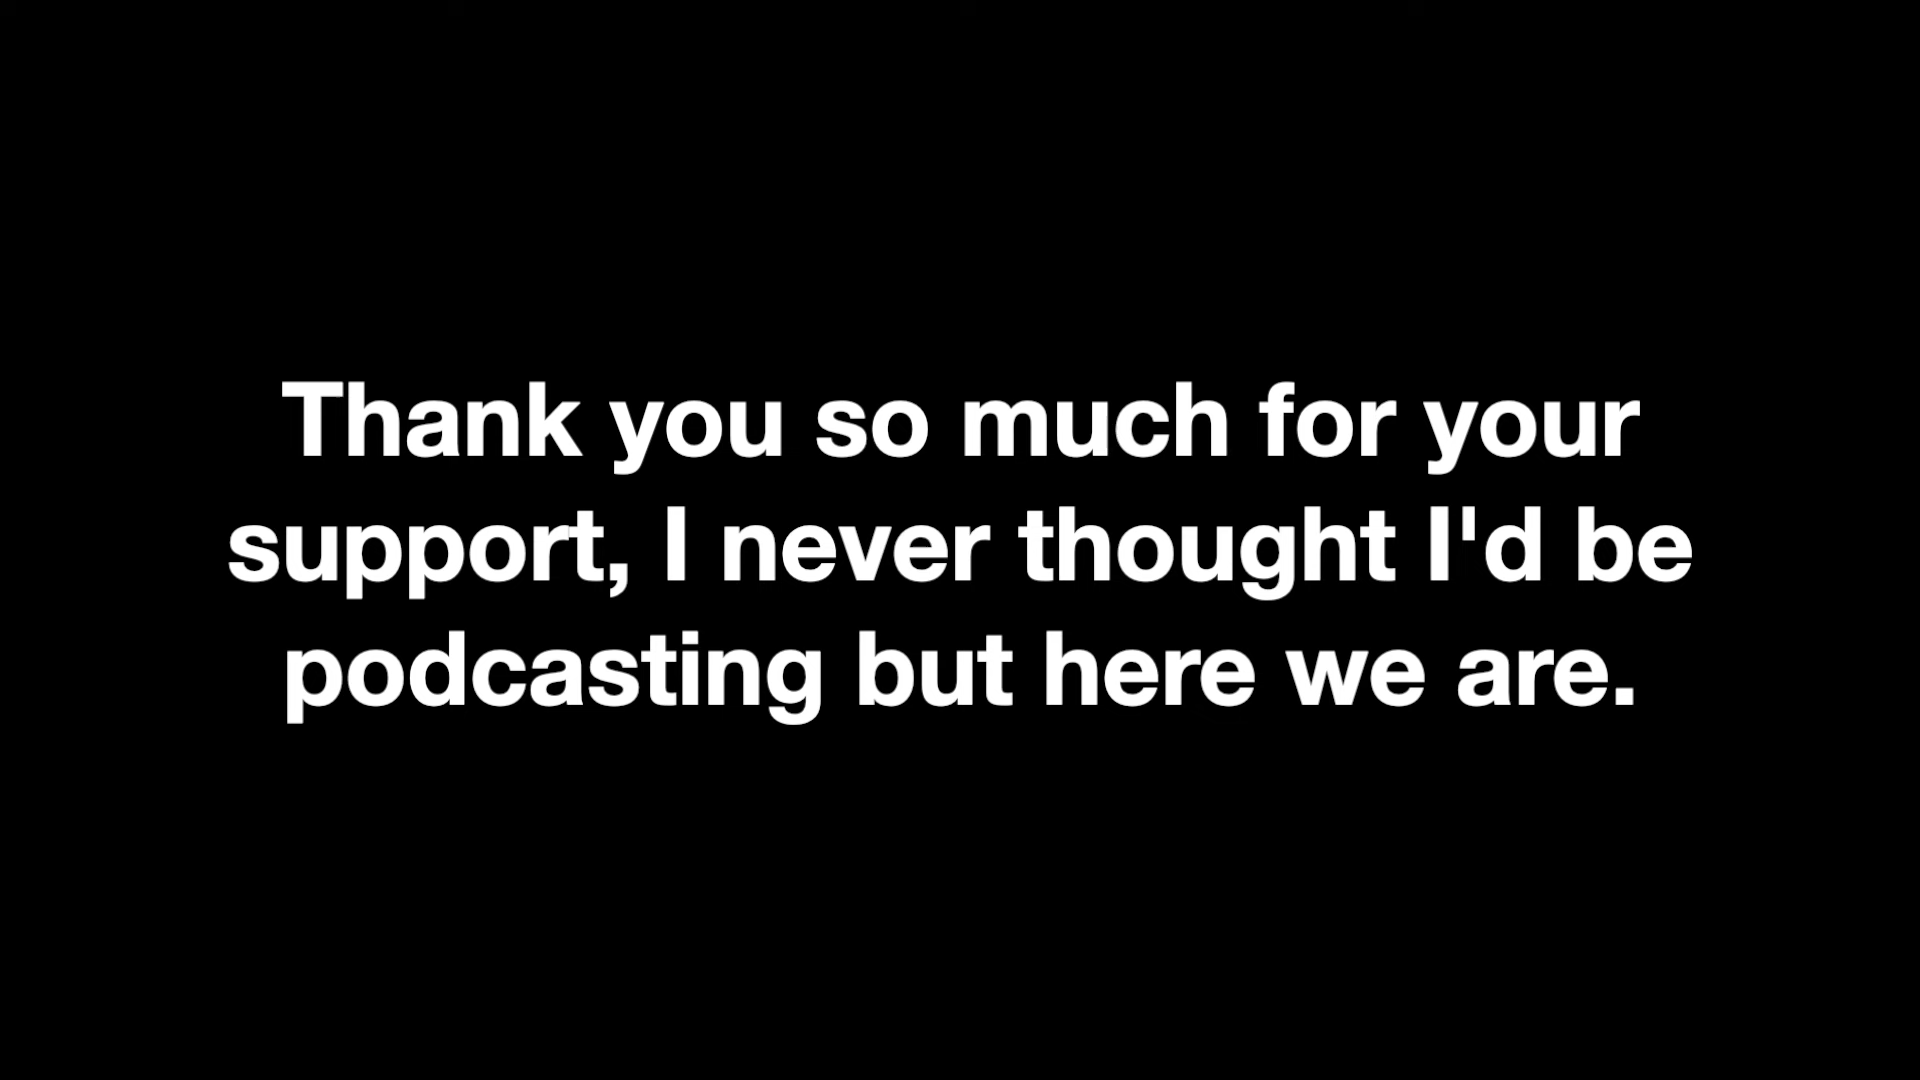 Thank you so much for your
support, I never thought I'd be
podcasting but here we are.